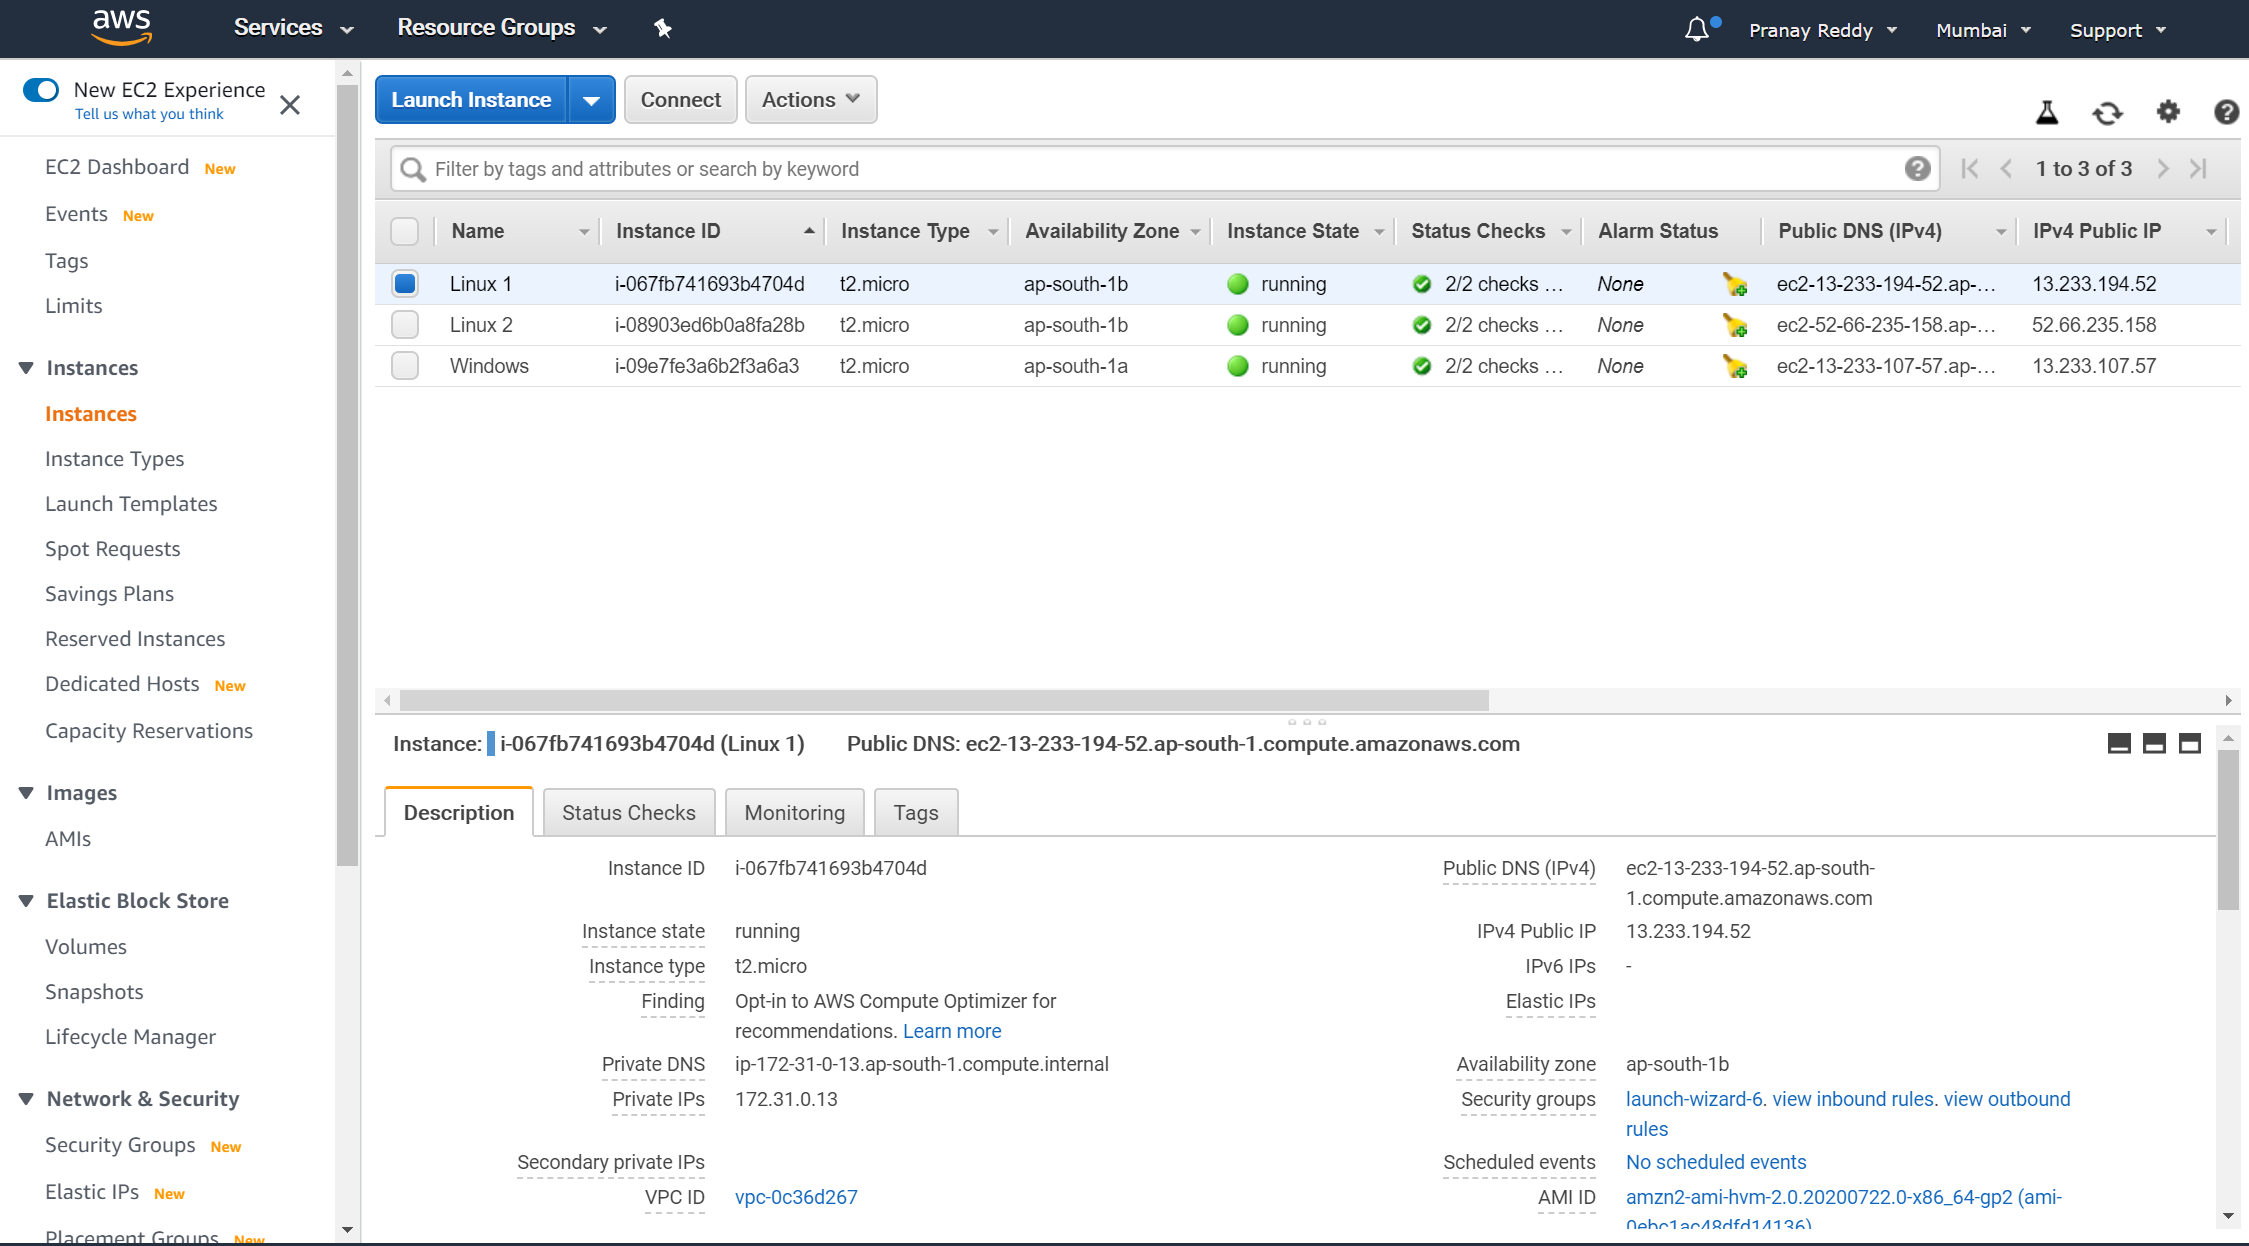 aws Services Resource Groups Pranay Reddy Mumbai Support
New EC2 Experience
Tell us what you think
EC2 Dashboard New
Events New
Tags
Limits
Instances
Instances
Instance Types
Launch Templates
Spot Requests
Savings Plans
Reserved Instances
Dedicated Hosts New
Capacity Reservations
Images
AMIs
Elastic Block Store
Volumes
Snapshots
Lifecycle Manager
Network & Security
Security Groups New
Elastic IPs New
Placement Groups New
Launch Instance Connect Actions
Filter by tags and attributes or search by keyword 1 to 3 of 3
Name Instance ID Instance Type Availability Zone Instance State Status Checks Alarm Status Public DNS (IPv4) IPv4 Public IP
Linux 1 i-067fb741693b4704d t2.micro ap-south-1b running 2/2 checks ... None ec2-13-233-194-52.ap-... 13.233.194.52
Linux 2 i-08903ed6b0a8fa28b t2.micro ap-south-1b running 2/2 checks ... None ec2-52-66-235-158.ap-... 52.66.235.158
Windows i-09e7fe3a6b2f3a6a3 t2.micro ap-south-1a running 2/2 checks ... None ec2-13-233-107-57.ap-... 13.233.107.57
Instance: i-067fb741693b4704d (Linux 1) Public DNS: ec2-13-233-194-52.ap-south-1.compute.amazonaws.com
Description Status Checks Monitoring Tags
Instance ID i-067fb741693b4704d
Instance state running
Instance type t2.micro
Finding Opt-in to AWS Compute Optimizer for
recommendations. Learn more
Private DNS ip-172-31-0-13.ap-south-1.compute.internal
Private IPs 172.31.0.13
Secondary private IPs
VPC ID vpc-0c36d267
Public DNS (IPv4) ec2-13-233-194-52.ap-south-
1.compute.amazonaws.com
IPv4 Public IP 13.233.194.52
IPv6 IPs -
Elastic IPs
Availability zone ap-south-1b
Security groups launch-wizard-6. view inbound rules. view outbound
rules
Scheduled events No scheduled events
AMI ID amzn2-ami-hvm-2.0.20200722.0-x86_64-gp2 (ami-
0ebc1ac48dfd14136)